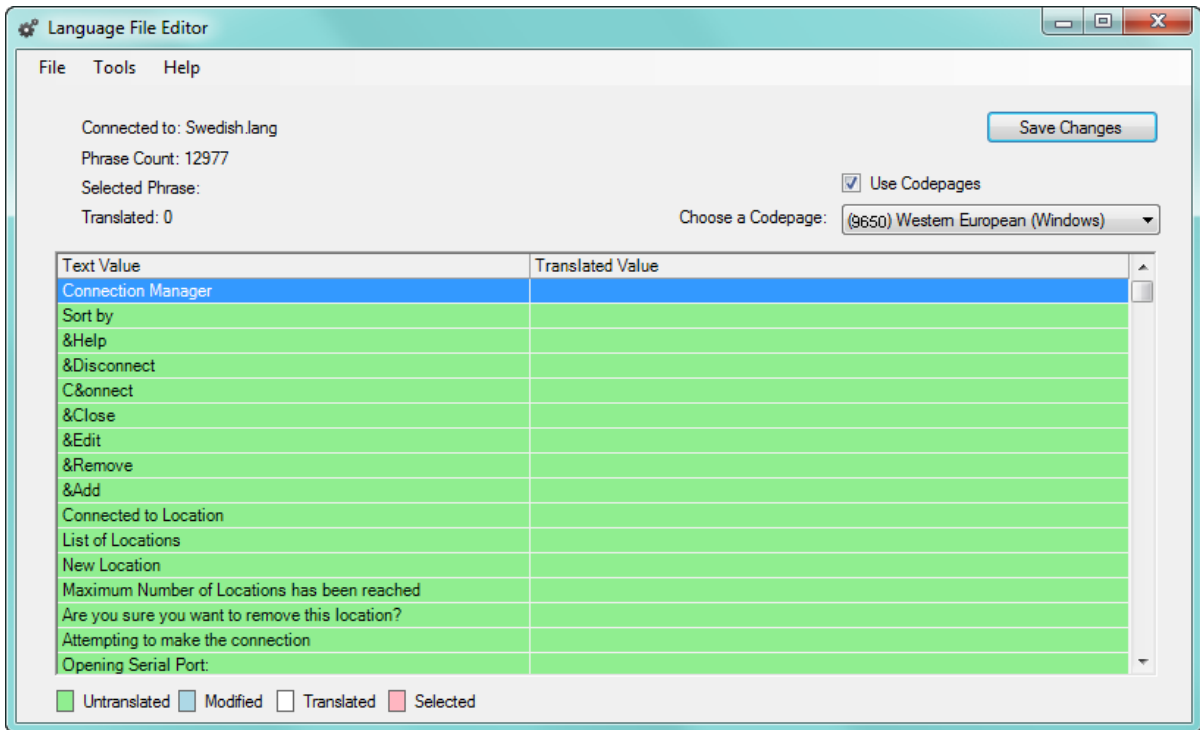 Language File Editor
File Tools Help
Connected to: Swedish.lang
Save Changes
Phrase Count: 12977
Selected Phrase:
Use Codepages
Translated: 0
Choose a Codepage: (9650) Western European (Windows)
Text Value Translated Value
Connection Manager
Sort by
&Help
&Disconnect
C&onnect
&Close
&Edit
&Remove
&Add
Connected to Location
List of Locations
New Location
Maximum Number of Locations has been reached
Are you sure you want to remove this location?
Attempting to make the connection
Opening Serial Port:
Untranslated Modified Translated Selected